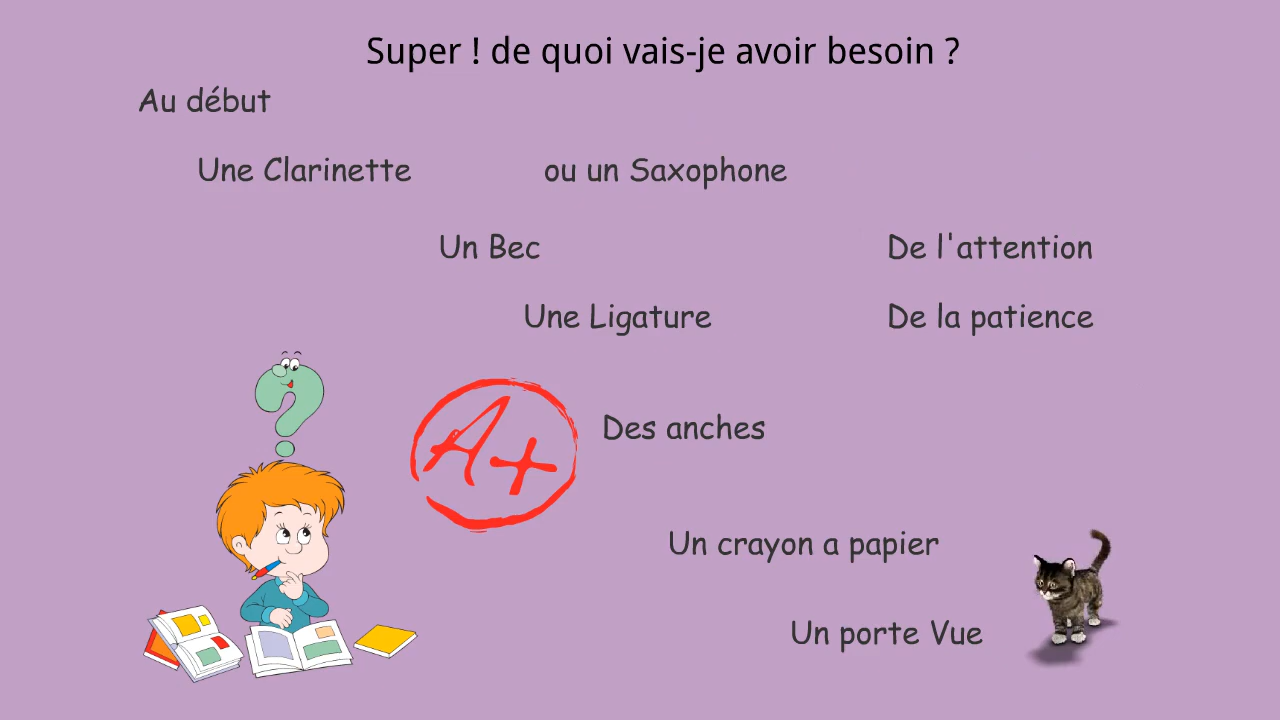 Super ! de quoi vais-je avoir besoin ?
Au début
Une Clarinette ou un Saxophone
Un Bec De l'attention
Une Ligature De la patience
A+
Des anches
Un crayon a papier
Un porte Vue